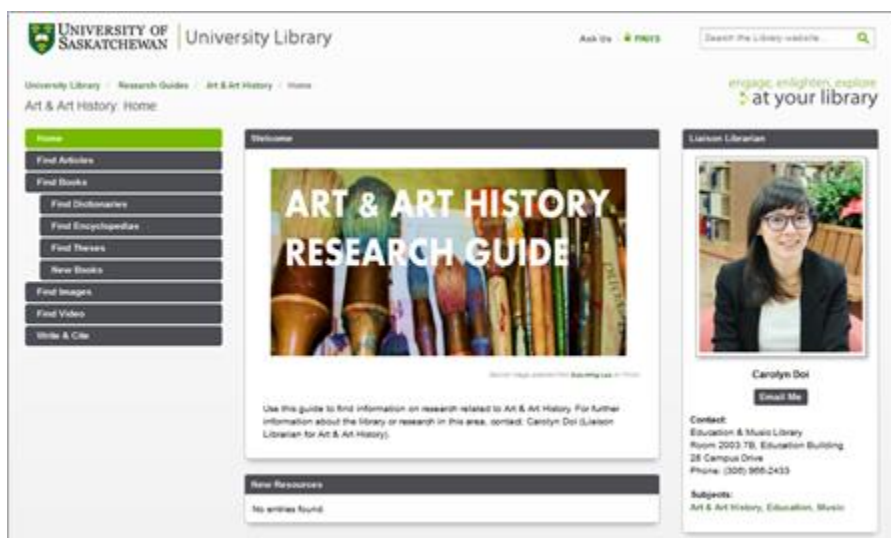 UNIVERSITY OF
SASKATCHEWAN
University Library
Ask Us
PAWS
Search the Library website...
University Library / Research Guides / Art & Art History / Home
engage, enlighten, explore
at your library
Art & Art History: Home
Home
Find Articles
Find Books
Find Dictionaries
Find Encyclopedias
Find Theses
New Books
Find Images
Find Video
Write & Cite
Welcome
ART & ART HISTORY
RESEARCH GUIDE
Use this guide to find information on research related to Art & Art History. For further
information about the library or research in this area, contact: Carolyn Doi (Liaison
Librarian for Art & Art History).
New Resources
No entries found.
Liaison Librarian
Carolyn Doi
Email Me
Contact:
Education & Music Library
Room 2003.7B, Education Building
28 Campus Drive
Phone: (306) 966-2433
Subjects:
Art & Art History, Education, Music